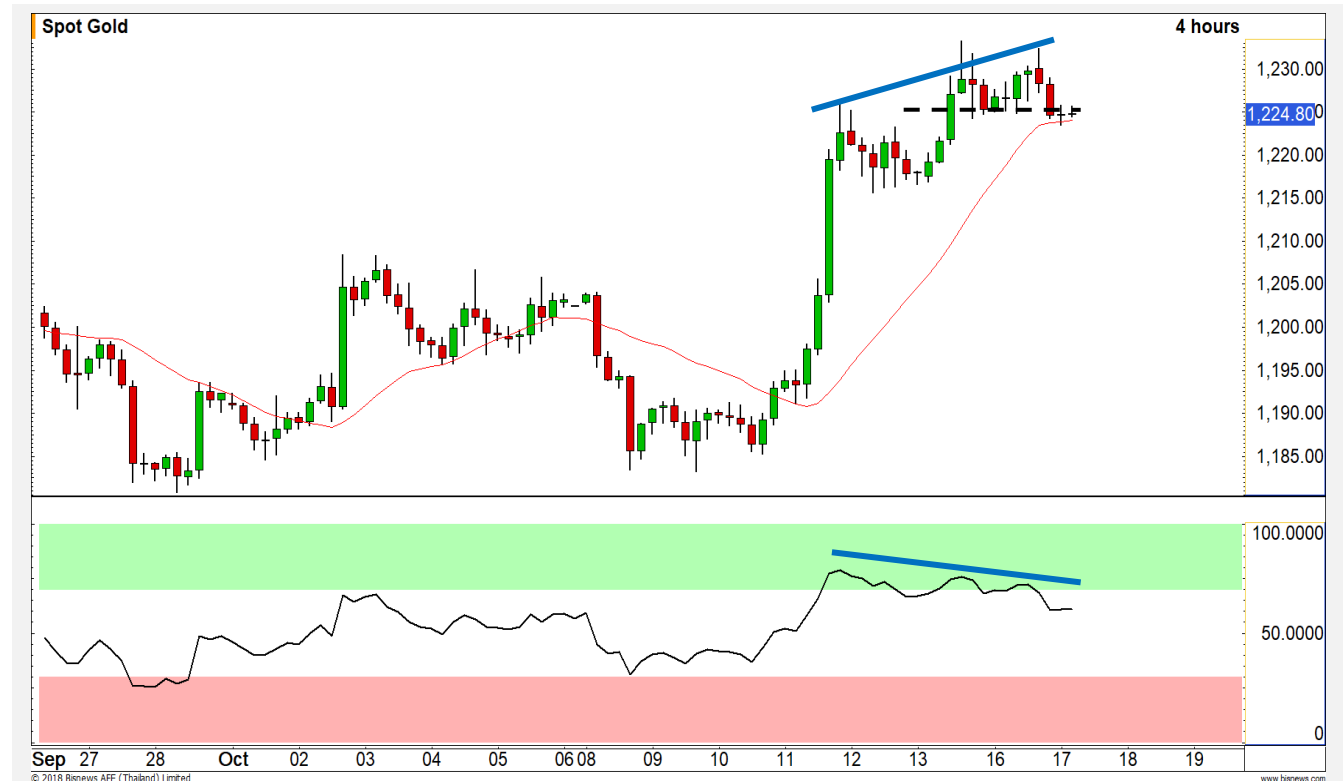 Spot Gold
4 hours
1,230.00
1,224.80
1,220.00
1,215.00
1,210.00
1,205.00
1,200.00
1,195.00
1,190.00
1,185.00
100.0000
50.0000
0
Sep 27 28 Oct 02 03 04 05 06 08 09 10 11 12 13 16 17 18 19
© 2018 Bisnews AFE (Thailand) Limited
www.bisnews.com